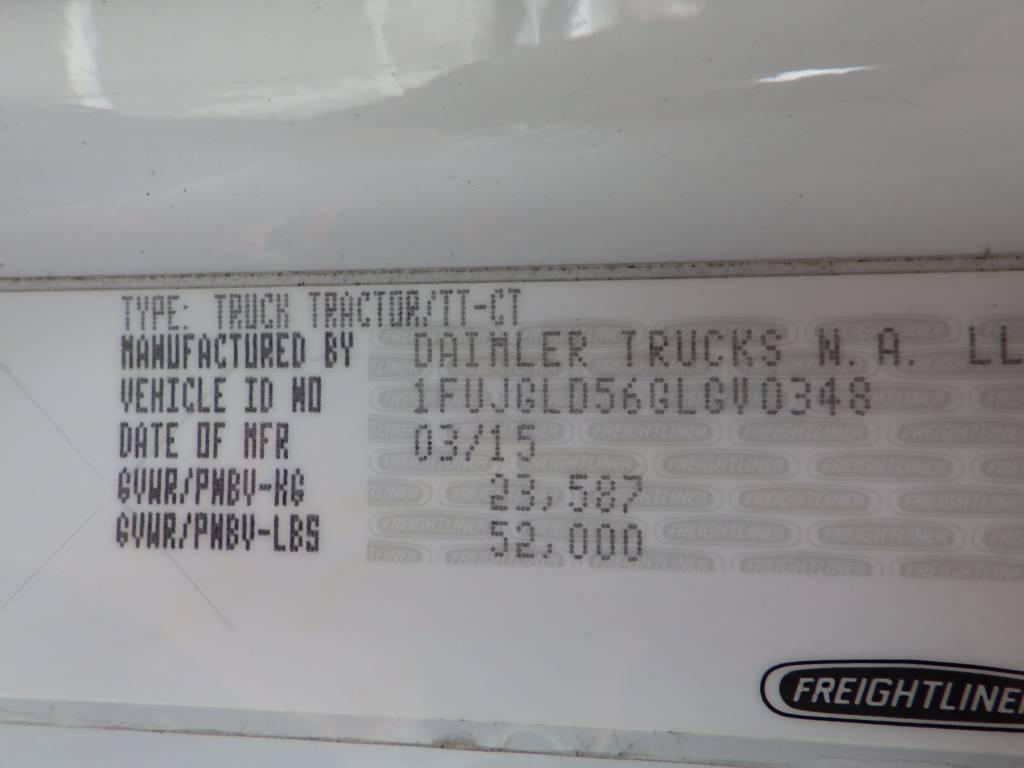 TYPE: TRUCK TRACTOR/TT-CT
MANUFACTURED BY DAIMLER TRUCKS N.A. LL
VEHICLE ID NO 1FUJGLD56GLGV0348
DATE OF MFR 03/15
GVWR/PNBV-KG 23,587
GVWR/PNBV-LBS 52,000
FREIGHTLINER